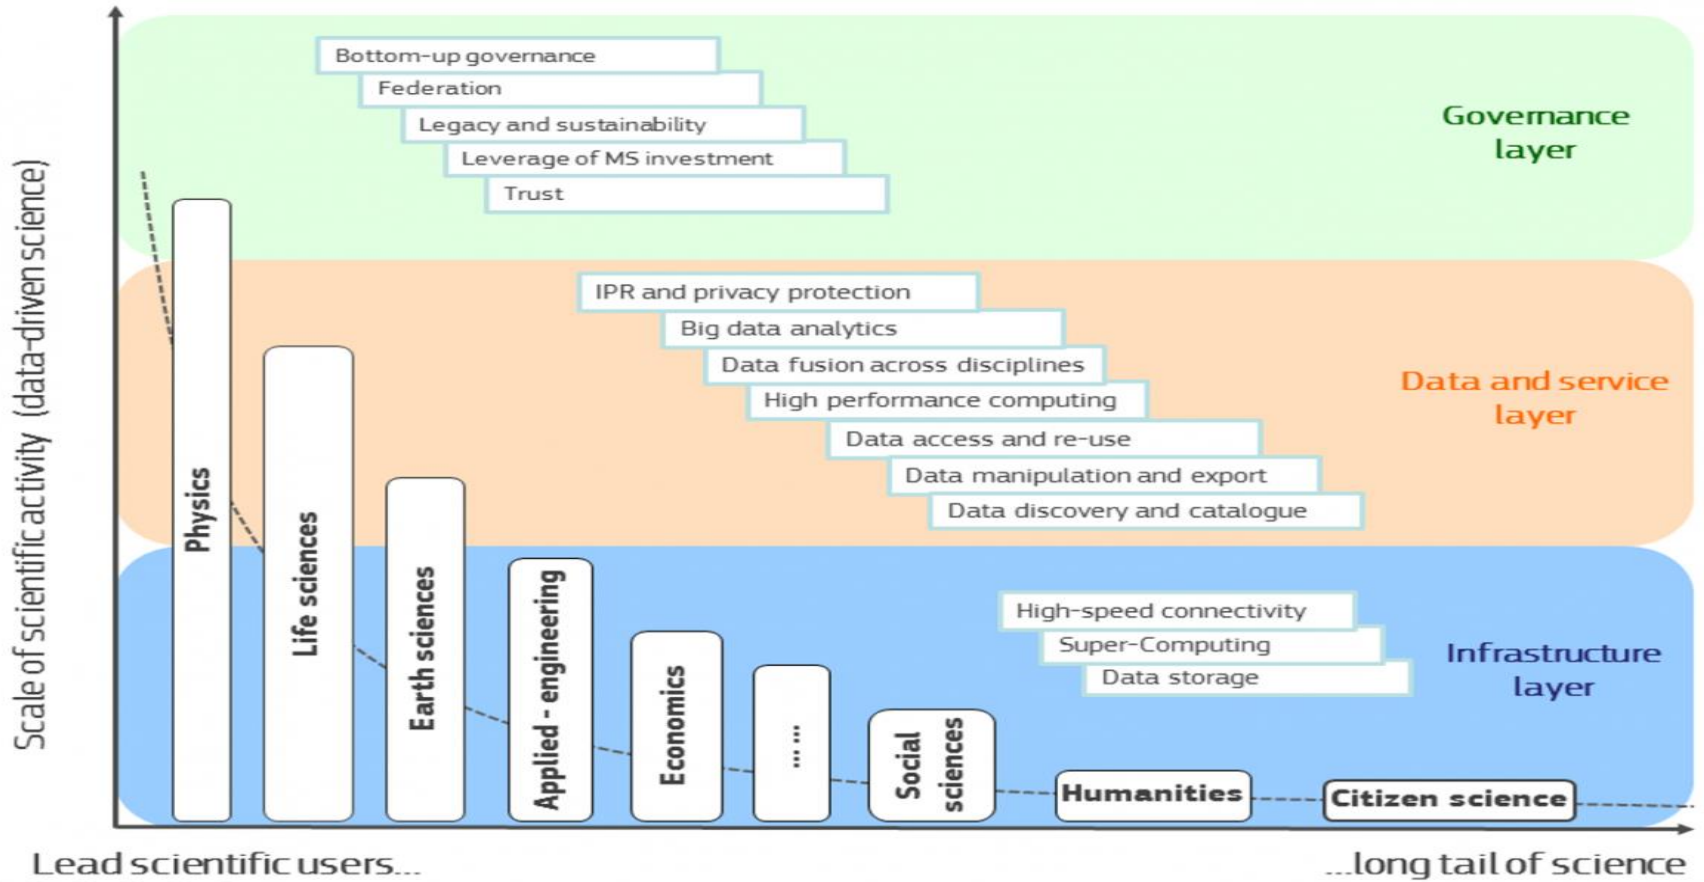 Bottom-up governance
Federation
Legacy and sustainability
Leverage of MS investment
Trust
Governance
layer
IPR and privacy protection
Big data analytics
Data fusion across disciplines
High performance computing
Data access and re-use
Data manipulation and export
Data discovery and catalogue
Data and service
layer
High-speed connectivity
Super-Computing
Data storage
Infrastructure
layer
Scale of scientific activity (data-driven science)
Physics
Life sciences
Earth sciences
Applied - engineering
Economics
... ...
Social
sciences
Humanities
Citizen science
Lead scientific users...
...long tail of science